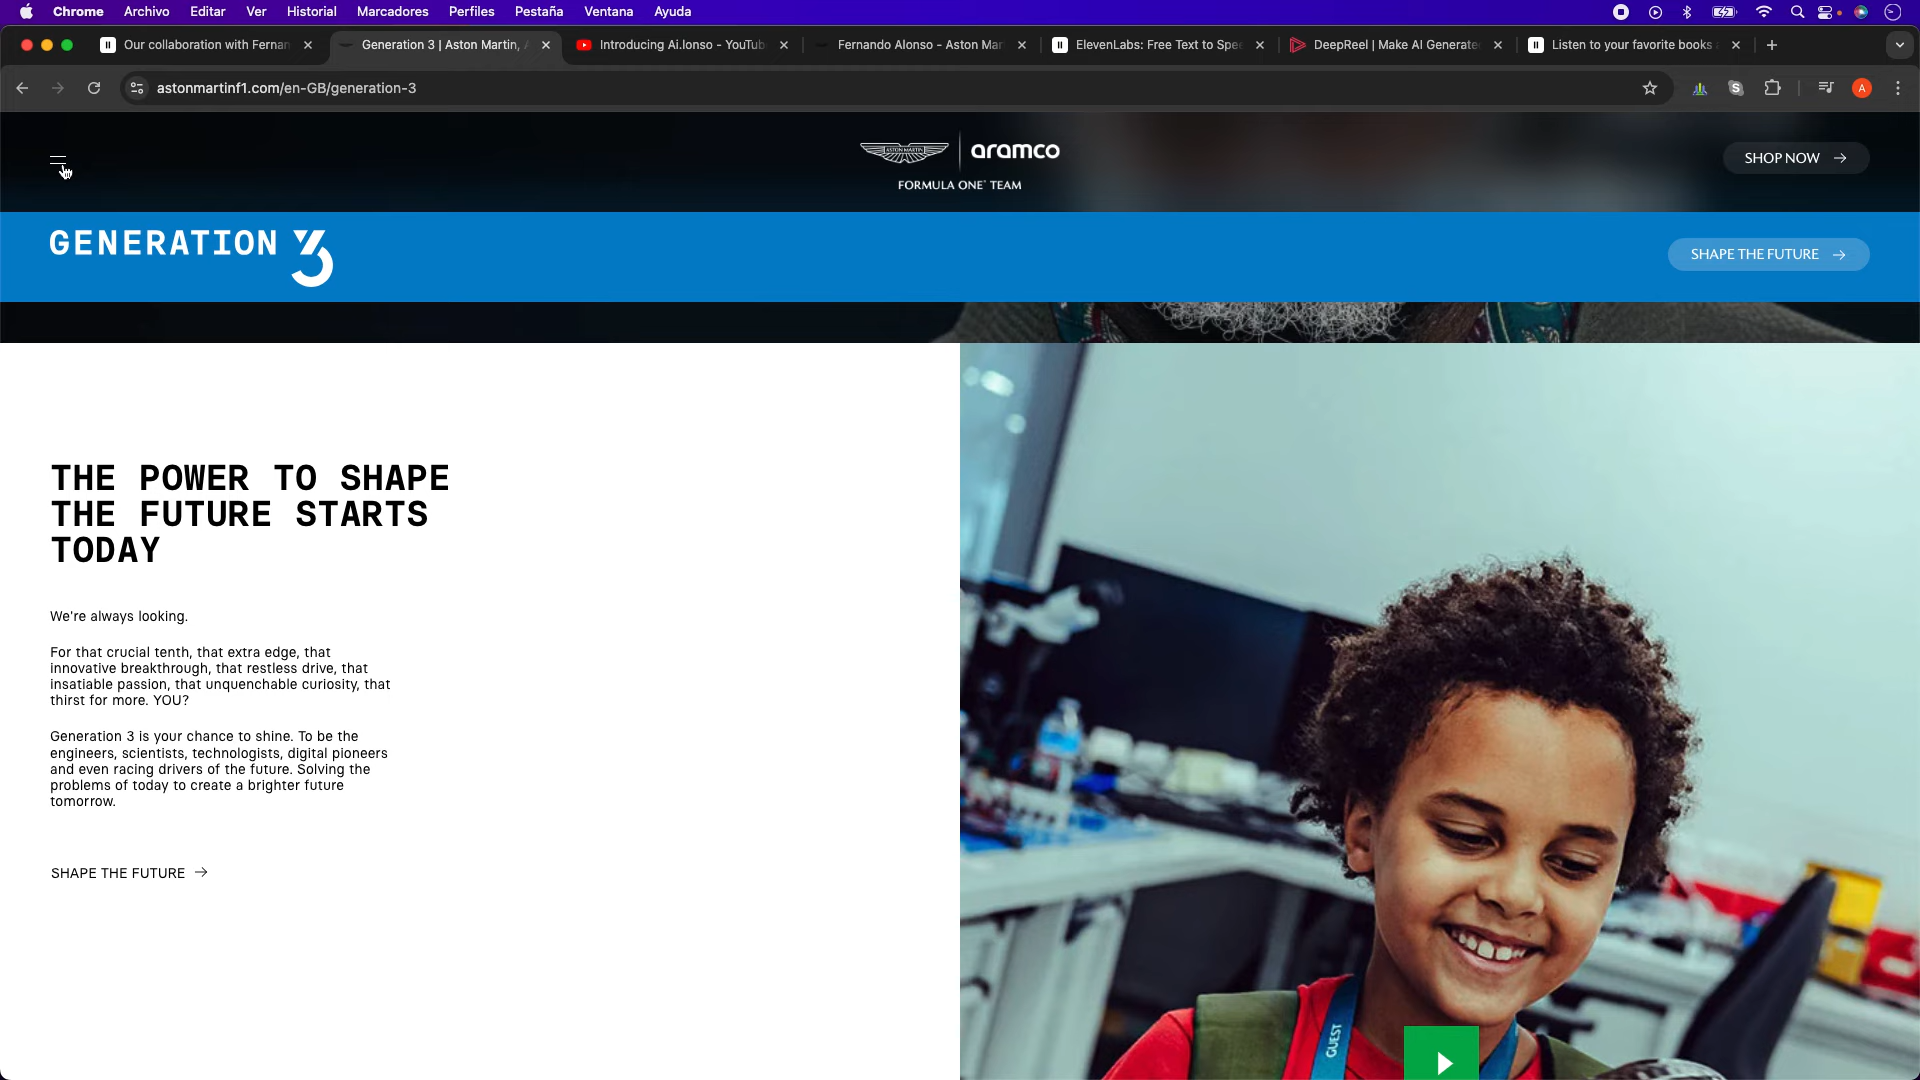 Chrome Archivo Editar Ver Historial Marcadores Perfiles Pestaña Ventana Ayuda
Our collaboration with Fernan
Generation 3 | Aston Martin, A
Introducing Ai.lonso - YouTub
Fernando Alonso - Aston Mar
ElevenLabs: Free Text to Spee
DeepReel | Make AI Generate
Listen to your favorite books
astonmartinf1.com/en-GB/generation-3
A
ASTON MARTIN
aramco
FORMULA ONE™ TEAM
SHOP NOW
GENERATION 3
SHAPE THE FUTURE
THE POWER TO SHAPE
THE FUTURE STARTS
TODAY
We're always looking.
For that crucial tenth, that extra edge, that
innovative breakthrough, that restless drive, that
insatiable passion, that unquenchable curiosity, that
thirst for more. YOU?
Generation 3 is your chance to shine. To be the
engineers, scientists, technologists, digital pioneers
and even racing drivers of the future. Solving the
problems of today to create a brighter future
tomorrow.
SHAPE THE FUTURE
GUEST